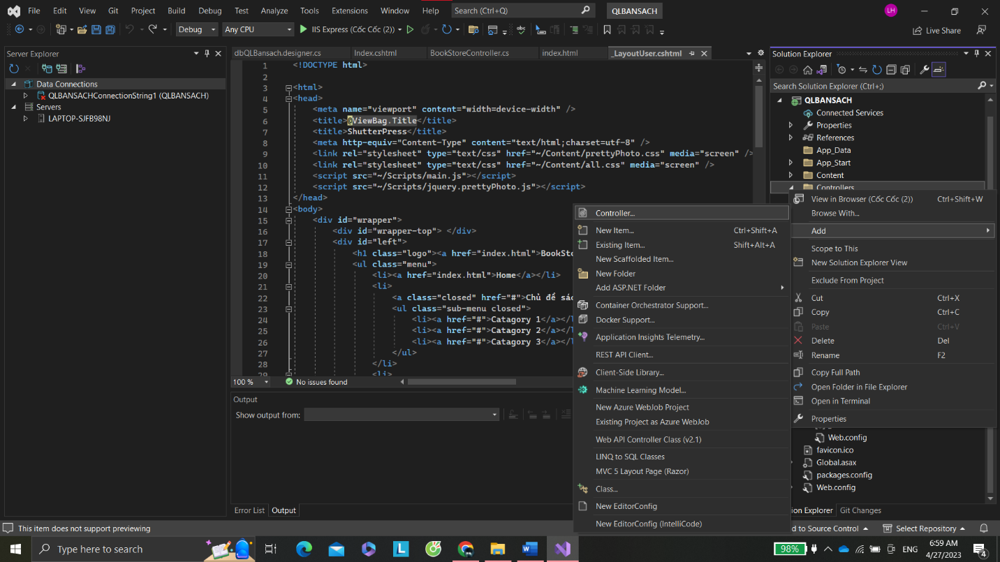 File Edit View Git Project Build Debug Test Analyze Tools Extensions Window Help Search (Ctrl+Q) QLBANSACH LH
Debug Any CPU IIS Express (Cốc Cốc (2)) Live Share
Server Explorer
Data Connections
QLBANSACHConnectionString1 (QLBANSACH)
Servers
LAPTOP-SJFB98NJ
dbQLBansach.designer.cs Index.cshtml BookStoreController.cs index.html _LayoutUser.cshtml
1 <!DOCTYPE html>
2
3 <html>
4 <head>
5 <meta name="viewport" content="width=device-width" />
6 <title>@ViewBag.Title</title>
7 <title>ShutterPress</title>
8 <meta http-equiv="Content-Type" content="text/html;charset=utf-8" />
9 <link rel="stylesheet" type="text/css" href="~/Content/prettyPhoto.css" media="screen" />
10 <link rel="stylesheet" type="text/css" href="~/Content/all.css" media="screen" />
11 <script src="~/Scripts/main.js"></script>
12 <script src="~/Scripts/jquery.prettyPhoto.js"></script>
13 </head>
14 <body>
15 <div id="wrapper">
16 <div id="wrapper-top"> </div>
17 <div id="left">
18 <h1 class="logo"><a href="index.html">BookSto
19 <ul class="menu">
20 <li><a href="index.html">Home</a></li>
21 <li>
22 <a class="closed" href="#">Chủ đề sác
23 <ul class="sub-menu closed">
24 <li><a href="#">Catagory 1</a></l
25 <li><a href="#">Catagory 2</a></l
26 <li><a href="#">Catagory 3</a></l
27 </ul>
28 </li>
29 <li>
100 % No issues found
Output
Show output from:
Error List Output
Controller...
New Item... Ctrl+Shift+A
Existing Item... Shift+Alt+A
New Scaffolded Item...
New Folder
Add ASP.NET Folder
Container Orchestrator Support...
Docker Support...
Application Insights Telemetry...
REST API Client...
Client-Side Library...
Machine Learning Model...
New Azure WebJob Project
Existing Project as Azure WebJob
Web API Controller Class (v2.1)
LINQ to SQL Classes
MVC 5 Layout Page (Razor)
Class...
New EditorConfig
New EditorConfig (IntelliCode)
Solution Explorer
Search Solution Explorer (Ctrl+;)
QLBANSACH
Connected Services
Properties
References
App_Data
App_Start
Content
Controllers
View in Browser (Cốc Cốc (2)) Ctrl+Shift+W
Browse With...
Add
Scope to This
New Solution Explorer View
Exclude From Project
Cut Ctrl+X
Copy Ctrl+C
Paste Ctrl+V
Delete Del
Rename F2
Copy Full Path
Open Folder in File Explorer
Open in Terminal
Properties
Web.config
favicon.ico
Global.asax
packages.config
Web.config
ion Explorer Git Changes
This item does not support previewing
d to Source Control Select Repository
Type here to search
98% ENG 6:59 AM
4/27/2023 4